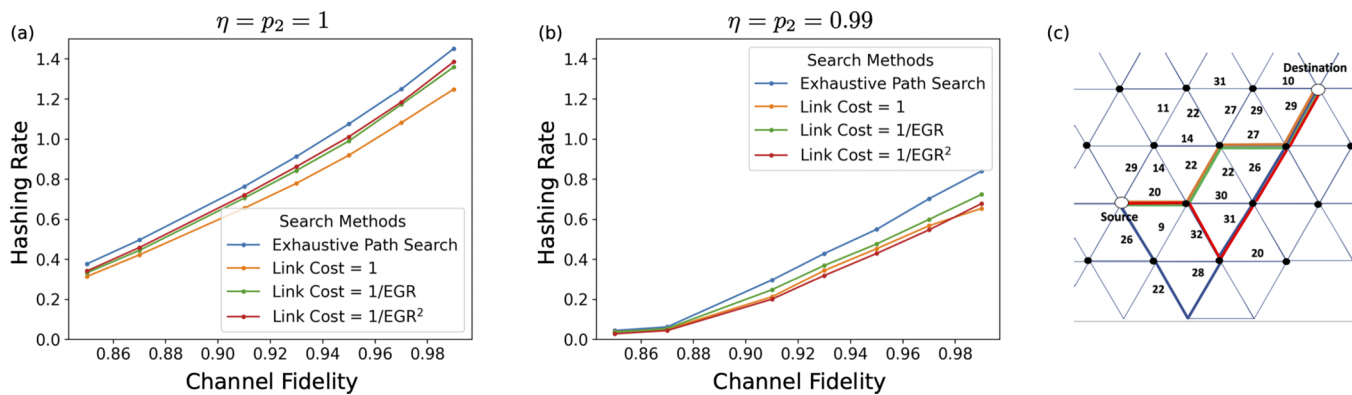 (a)
η = p₂ = 1
Hashing Rate
1.4
1.2
1.0
0.8
0.6
0.4
0.2
0.0
Search Methods
Exhaustive Path Search
Link Cost = 1
Link Cost = 1/EGR
Link Cost = 1/EGR²
0.86 0.88 0.90 0.92 0.94 0.96 0.98
Channel Fidelity
(b)
η = p₂ = 0.99
Hashing Rate
1.4
1.2
1.0
0.8
0.6
0.4
0.2
0.0
Search Methods
Exhaustive Path Search
Link Cost = 1
Link Cost = 1/EGR
Link Cost = 1/EGR²
0.86 0.88 0.90 0.92 0.94 0.96 0.98
Channel Fidelity
(c)
Destination
31 10
11 22 27 29 29
14 27
29 14 22 22 26
20 30
Source
26 9 32 31
20
28
22